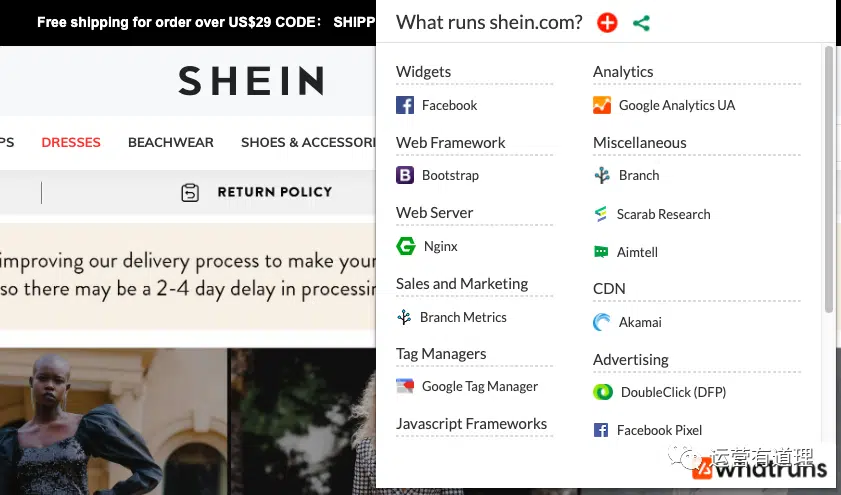 Free shipping for order over US$29 CODE： SHIPP
SHEIN
PS DRESSES BEACHWEAR SHOES & ACCESSORI
RETURN POLICY
improving our delivery process to make your
so there may be a 2-4 day delay in processin
What runs shein.com?
Widgets
Facebook
Web Framework
Bootstrap
Web Server
Nginx
Sales and Marketing
Branch Metrics
Tag Managers
Google Tag Manager
Javascript Frameworks
Analytics
Google Analytics UA
Miscellaneous
Branch
Scarab Research
Aimtell
CDN
Akamai
Advertising
DoubleClick (DFP)
Facebook Pixel
whatruns
运营有道理